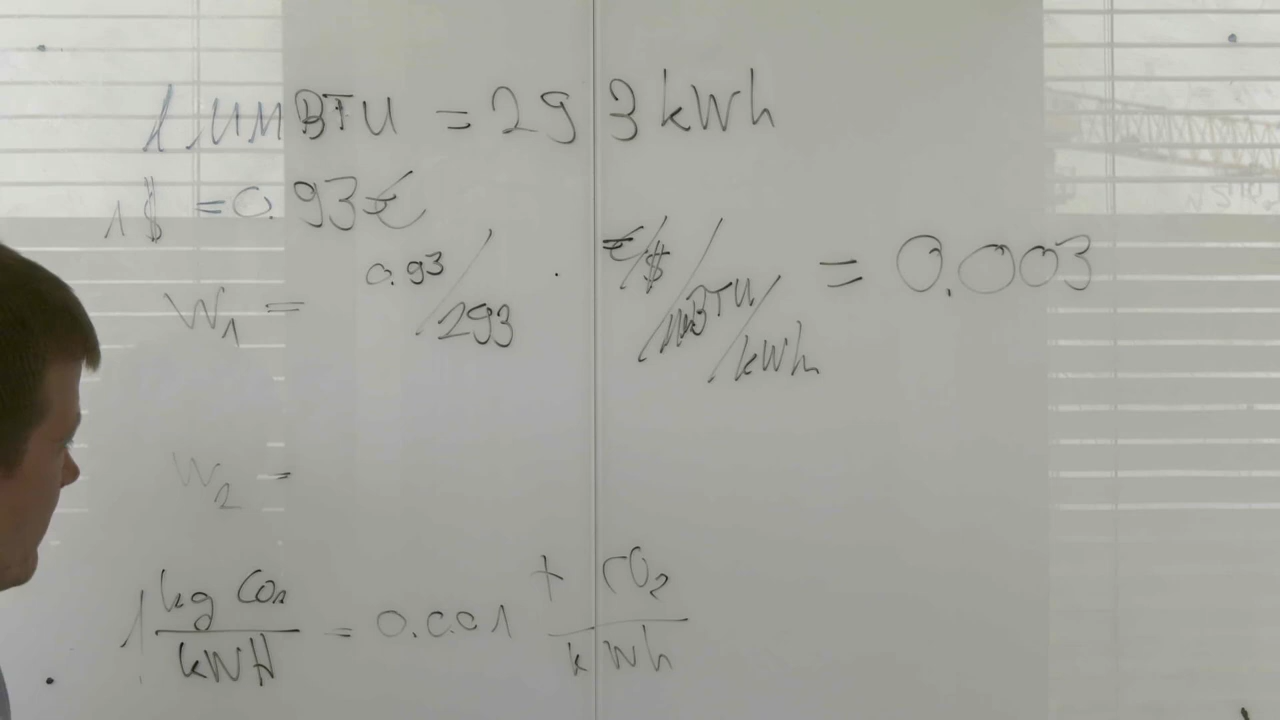 1 MMBTU = 293 kWh
1 $ = 0.93 €
W₁ = 0.93/293 · €/$/MMBTU/kWh = 0.003
W₂ =
1 kg CO₂/kWH = 0.001 t CO₂/kWh